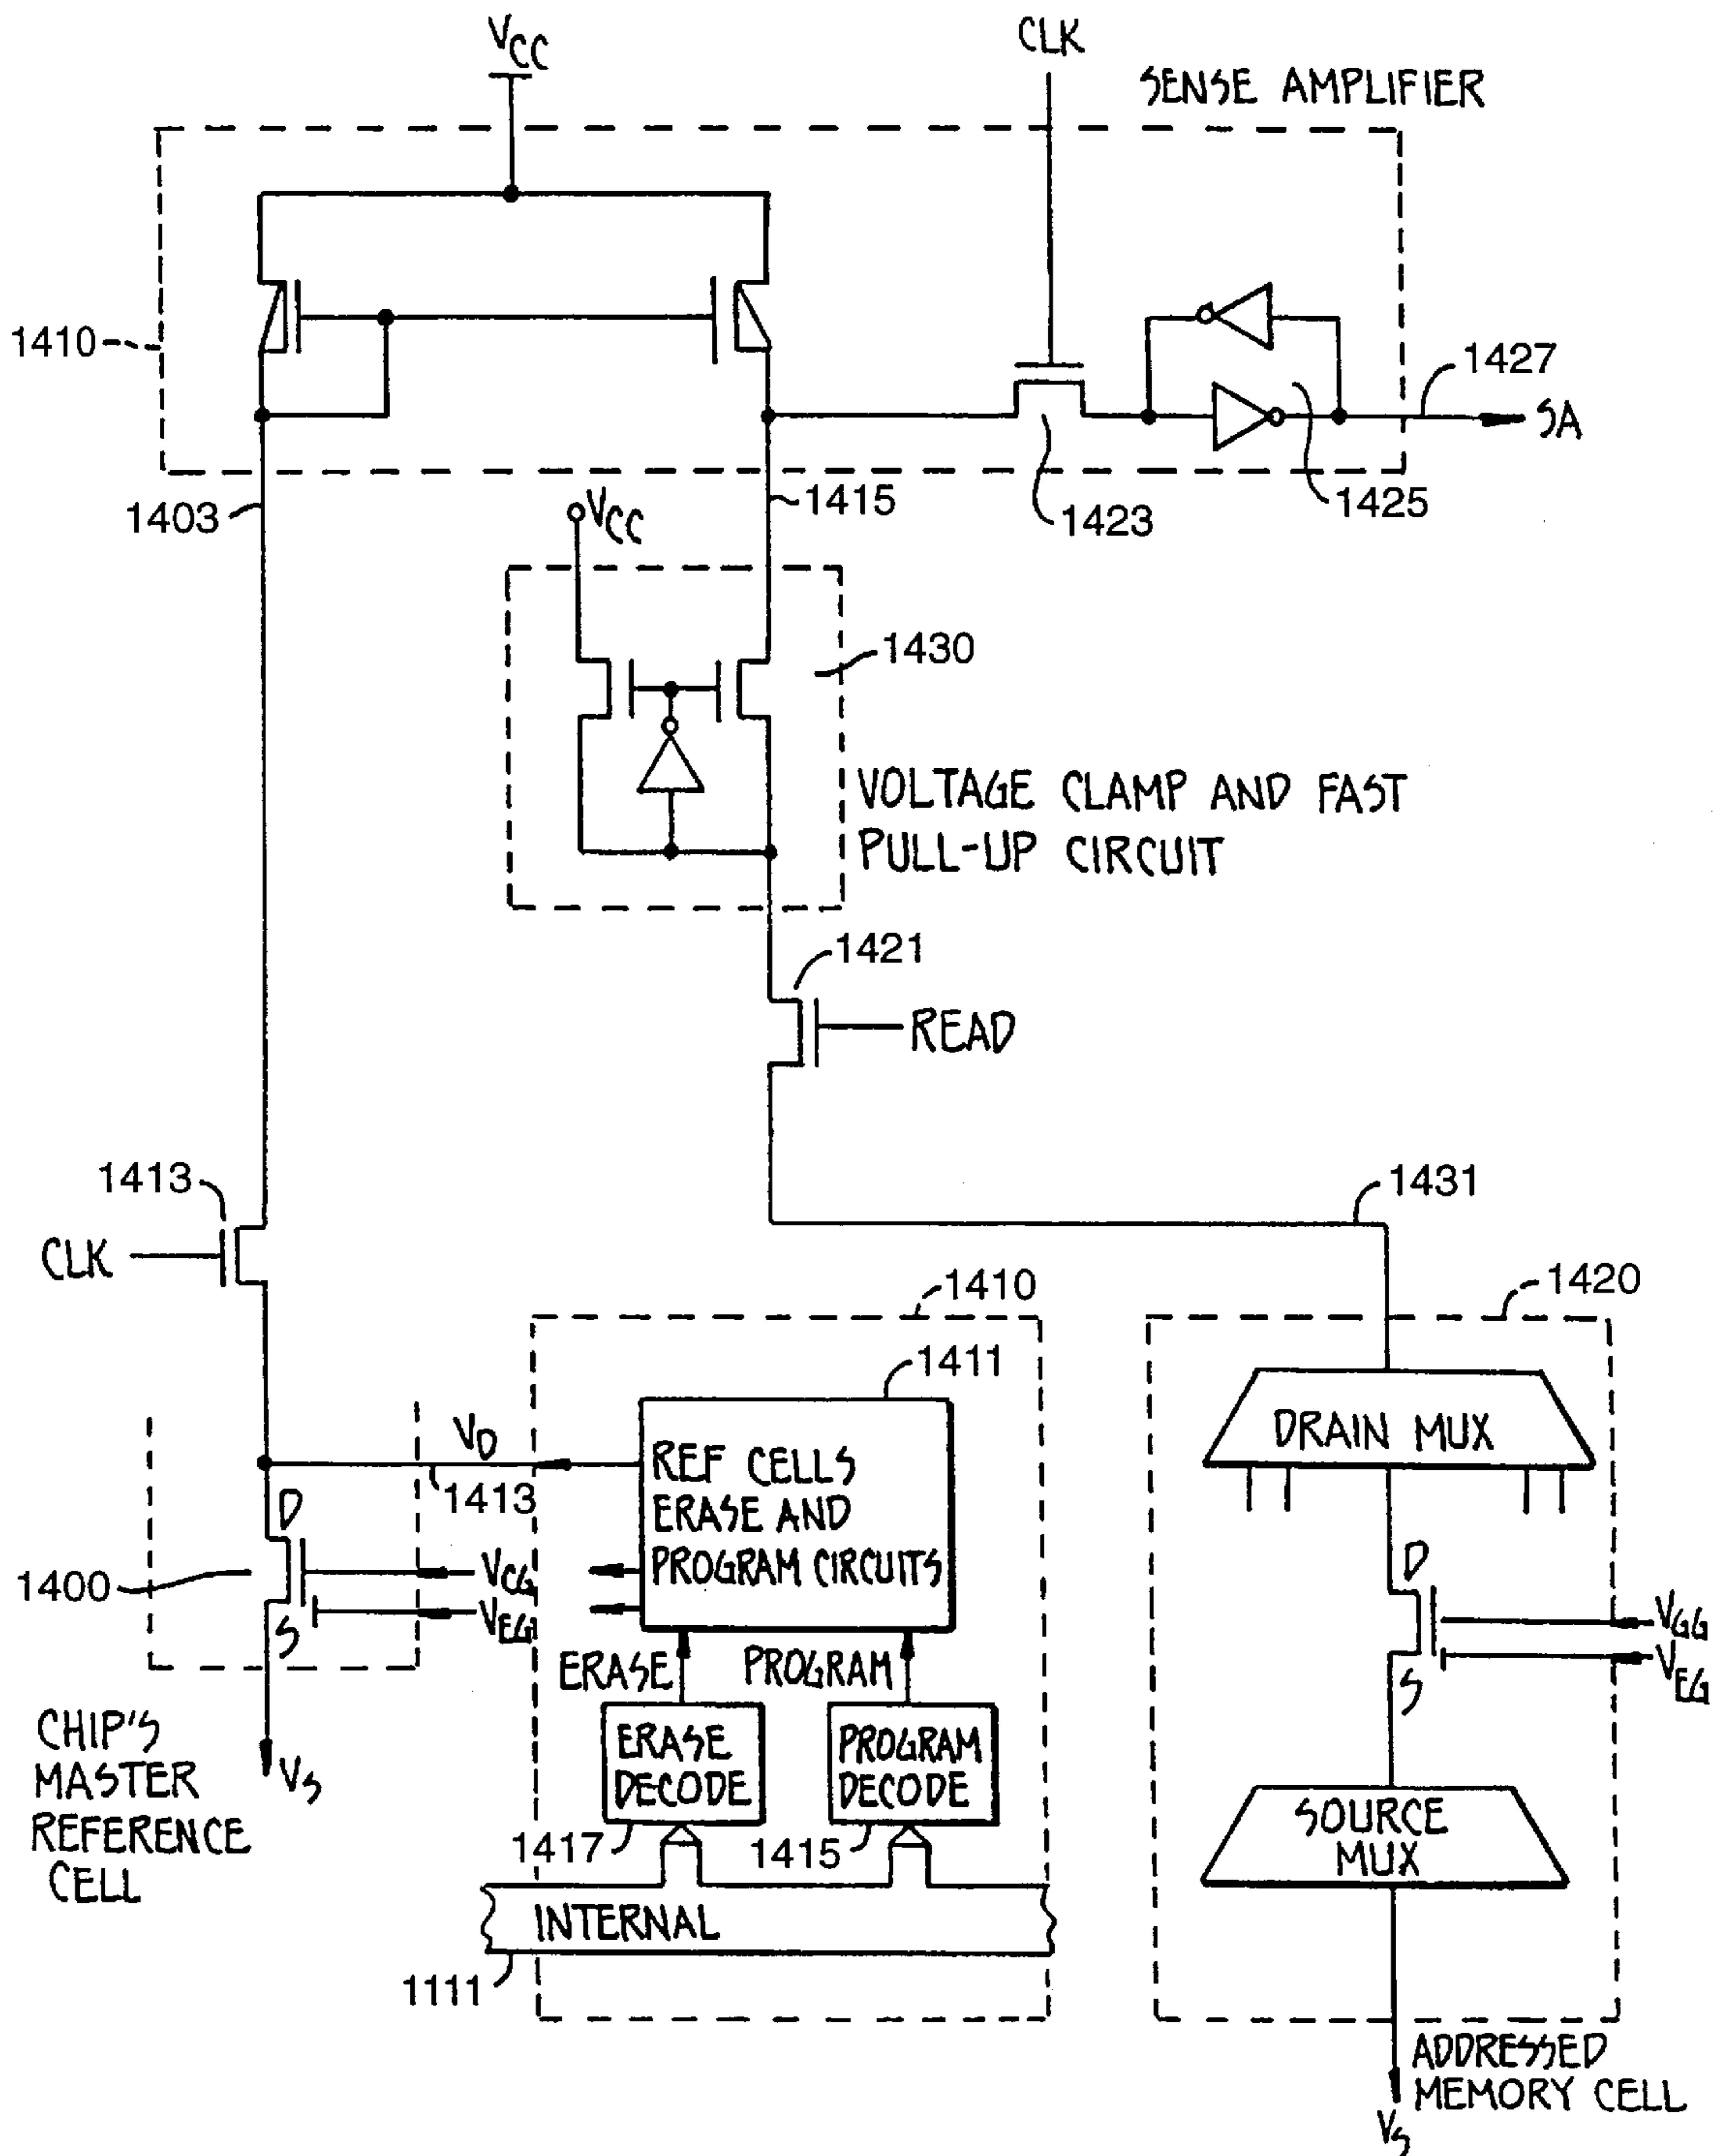 VCC
CLK
SENSE AMPLIFIER
1410
1427
SA
1403
VCC
1415
1423
1425
1430
VOLTAGE CLAMP AND FAST
PULL-UP CIRCUIT
1421
READ
1413
1431
CLK
1410
1420
1411
DRAIN MUX
VD
1413
REF CELLS
ERASE AND
PROGRAM CIRCUITS
D
1400
VCG
VEG
S
D
VGG
VEG
S
ERASE
PROGRAM
CHIP'S
MASTER
REFERENCE
CELL
VS
ERASE
DECODE
PROGRAM
DECODE
1417
1415
SOURCE
MUX
INTERNAL
1111
ADDRESSED
MEMORY CELL
VS